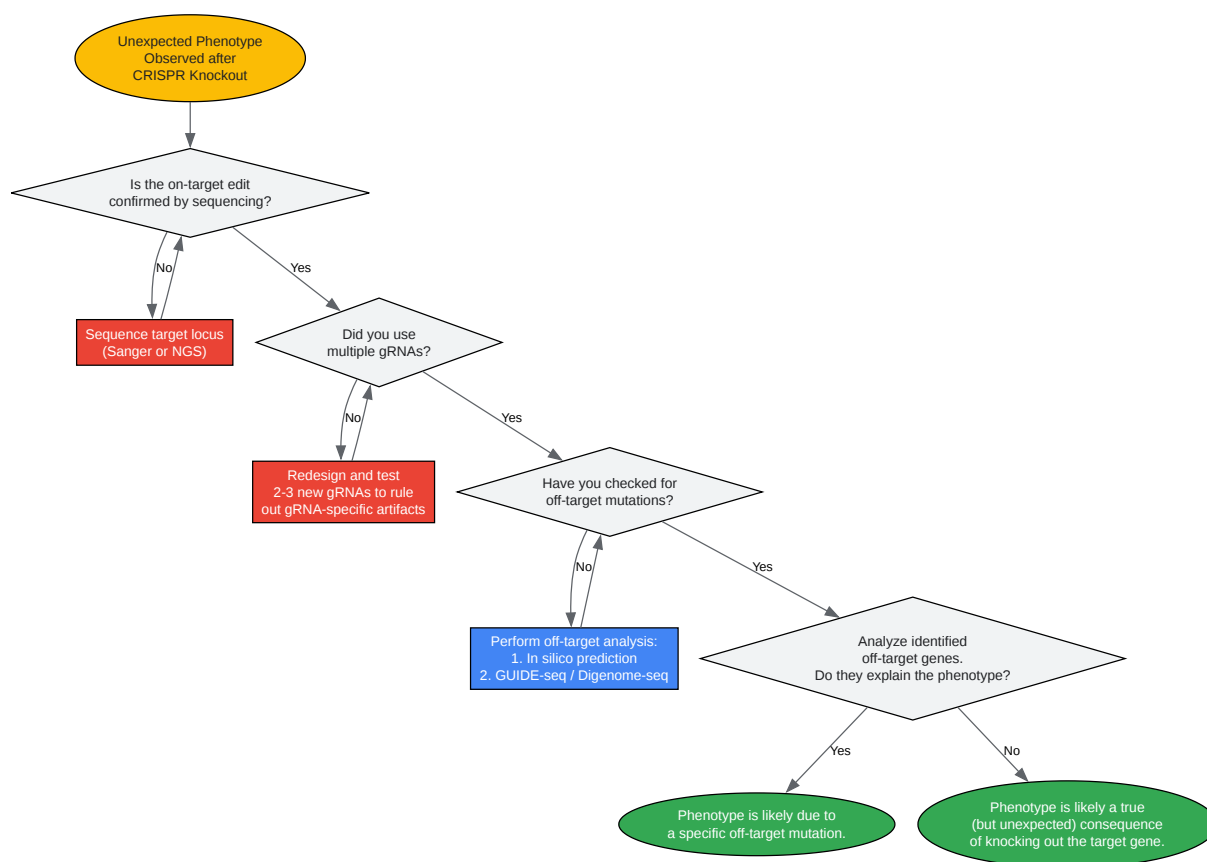 Unexpected Phenotype
Observed after
CRISPR Knockout
Is the on-target edit
confirmed by sequencing?
No
Yes
Sequence target locus
(Sanger or NGS)
Did you use
multiple gRNAs?
No
Yes
Redesign and test
2-3 new gRNAs to rule
out gRNA-specific artifacts
Have you checked for
off-target mutations?
No
Yes
Perform off-target analysis:
1. In silico prediction
2. GUIDE-seq / Digenome-seq
Analyze identified
off-target genes.
Do they explain the phenotype?
Yes
No
Phenotype is likely due to
a specific off-target mutation.
Phenotype is likely a true
(but unexpected) consequence
of knocking out the target gene.